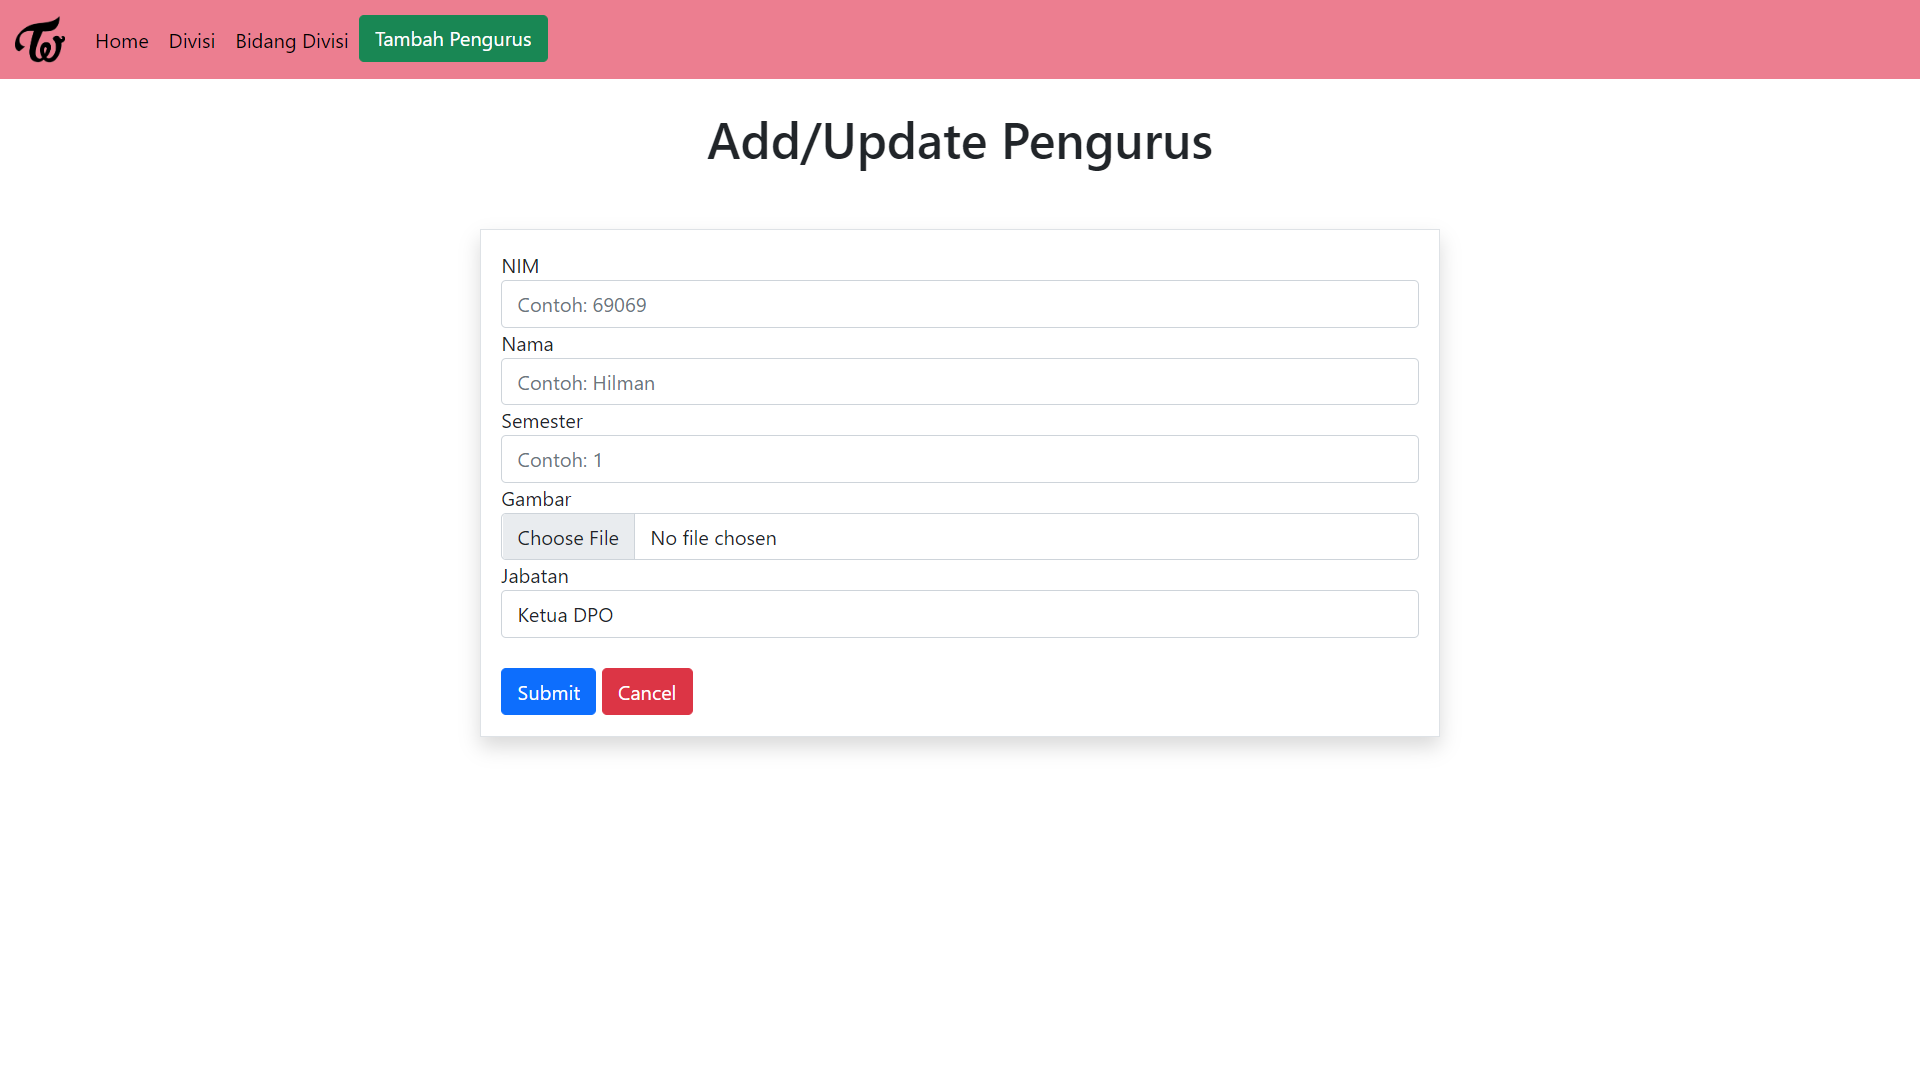 Tw
Home Divisi Bidang Divisi Tambah Pengurus
Add/Update Pengurus
NIM
Contoh: 69069
Nama
Contoh: Hilman
Semester
Contoh: 1
Gambar
Choose File No file chosen
Jabatan
Ketua DPO
Submit Cancel